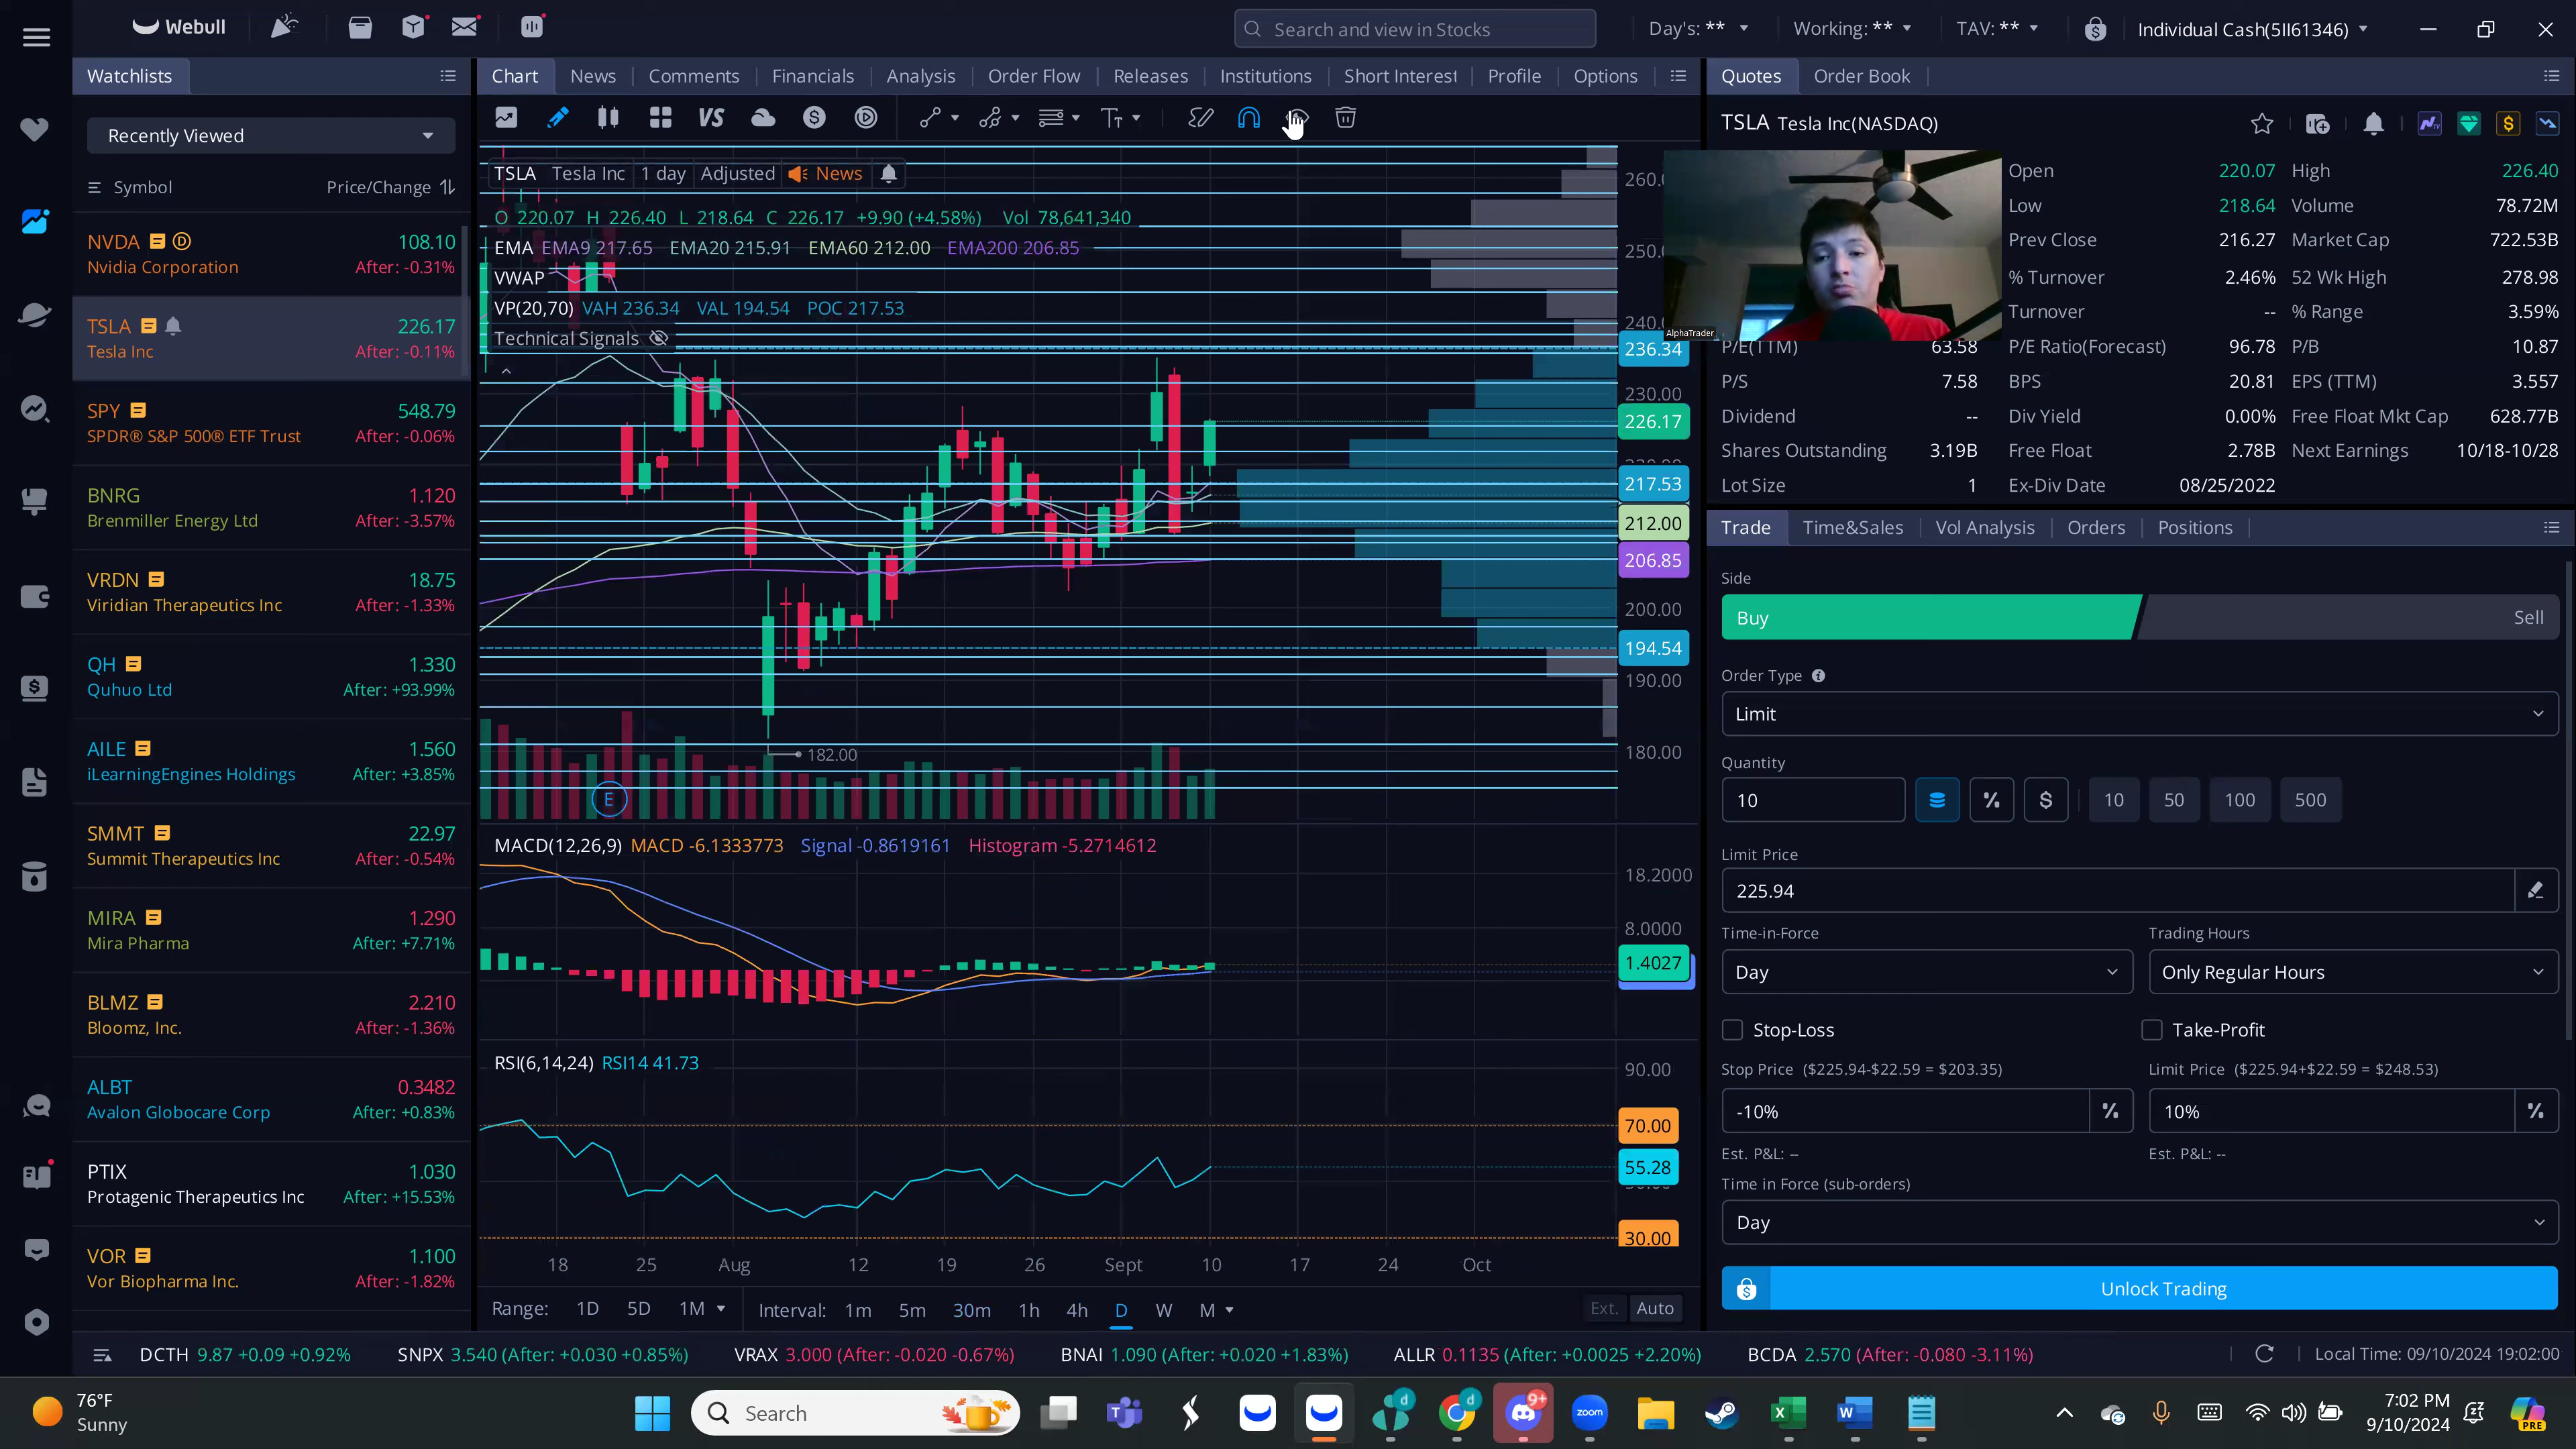 Webull
Search and view in Stocks
Day's: **
Working: **
TAV: **
Individual Cash(5II61346)
Watchlists
Recently Viewed
Symbol Price/Change
NVDA D 108.10
Nvidia Corporation After: -0.31%
TSLA 226.17
Tesla Inc After: -0.11%
SPY 548.79
SPDR® S&P 500® ETF Trust After: -0.06%
BNRG 1.120
Brenmiller Energy Ltd After: -3.57%
VRDN 18.75
Viridian Therapeutics Inc After: -1.33%
QH 1.330
Quhuo Ltd After: +93.99%
AILE 1.560
iLearningEngines Holdings After: +3.85%
SMMT 22.97
Summit Therapeutics Inc After: -0.54%
MIRA 1.290
Mira Pharma After: +7.71%
BLMZ 2.210
Bloomz, Inc. After: -1.36%
ALBT 0.3482
Avalon Globocare Corp After: +0.83%
PTIX 1.030
Protagenic Therapeutics Inc After: +15.53%
VOR 1.100
Vor Biopharma Inc. After: -1.82%
Chart News Comments Financials Analysis Order Flow Releases Institutions Short Interest Profile Options
VS
TSLA Tesla Inc 1 day Adjusted News
O 220.07 H 226.40 L 218.64 C 226.17 +9.90 (+4.58%) Vol 78,641,340
EMA EMA9 217.65 EMA20 215.91 EMA60 212.00 EMA200 206.85
VWAP
VP(20,70) VAH 236.34 VAL 194.54 POC 217.53
Technical Signals
236.34
230.00
226.17
217.53
212.00
206.85
200.00
194.54
190.00
180.00
182.00
E
MACD(12,26,9) MACD -6.1333773 Signal -0.8619161 Histogram -5.2714612
18.2000
8.0000
1.4027
RSI(6,14,24) RSI14 41.73
90.00
70.00
55.28
30.00
18 25 Aug 12 19 26 Sept 10 17 24 Oct
Range: 1D 5D 1M Interval: 1m 5m 30m 1h 4h D W M Ext. Auto
Quotes Order Book
TSLA Tesla Inc(NASDAQ)
AlphaTrader
Open 220.07 High 226.40
Low 218.64 Volume 78.72M
Prev Close 216.27 Market Cap 722.53B
% Turnover 2.46% 52 Wk High 278.98
Turnover -- % Range 3.59%
P/E(TTM) 63.58 P/E Ratio(Forecast) 96.78 P/B 10.87
P/S 7.58 BPS 20.81 EPS (TTM) 3.557
Dividend -- Div Yield 0.00% Free Float Mkt Cap 628.77B
Shares Outstanding 3.19B Free Float 2.78B Next Earnings 10/18-10/28
Lot Size 1 Ex-Div Date 08/25/2022
Trade Time&Sales Vol Analysis Orders Positions
Side
Buy Sell
Order Type
Limit
Quantity
10 % $ 10 50 100 500
Limit Price
225.94
Time-in-Force Trading Hours
Day Only Regular Hours
Stop-Loss Take-Profit
Stop Price ($225.94-$22.59 = $203.35) Limit Price ($225.94+$22.59 = $248.53)
-10% % 10% %
Est. P&L: -- Est. P&L: --
Time in Force (sub-orders)
Day
Unlock Trading
DCTH 9.87 +0.09 +0.92% SNPX 3.540 (After: +0.030 +0.85%) VRAX 3.000 (After: -0.020 -0.67%) BNAI 1.090 (After: +0.020 +1.83%) ALLR 0.1135 (After: +0.0025 +2.20%) BCDA 2.570 (After: -0.080 -3.11%) Local Time: 09/10/2024 19:02:00
76°F
Sunny
Search
zoom
9+
7:02 PM
9/10/2024
PRE